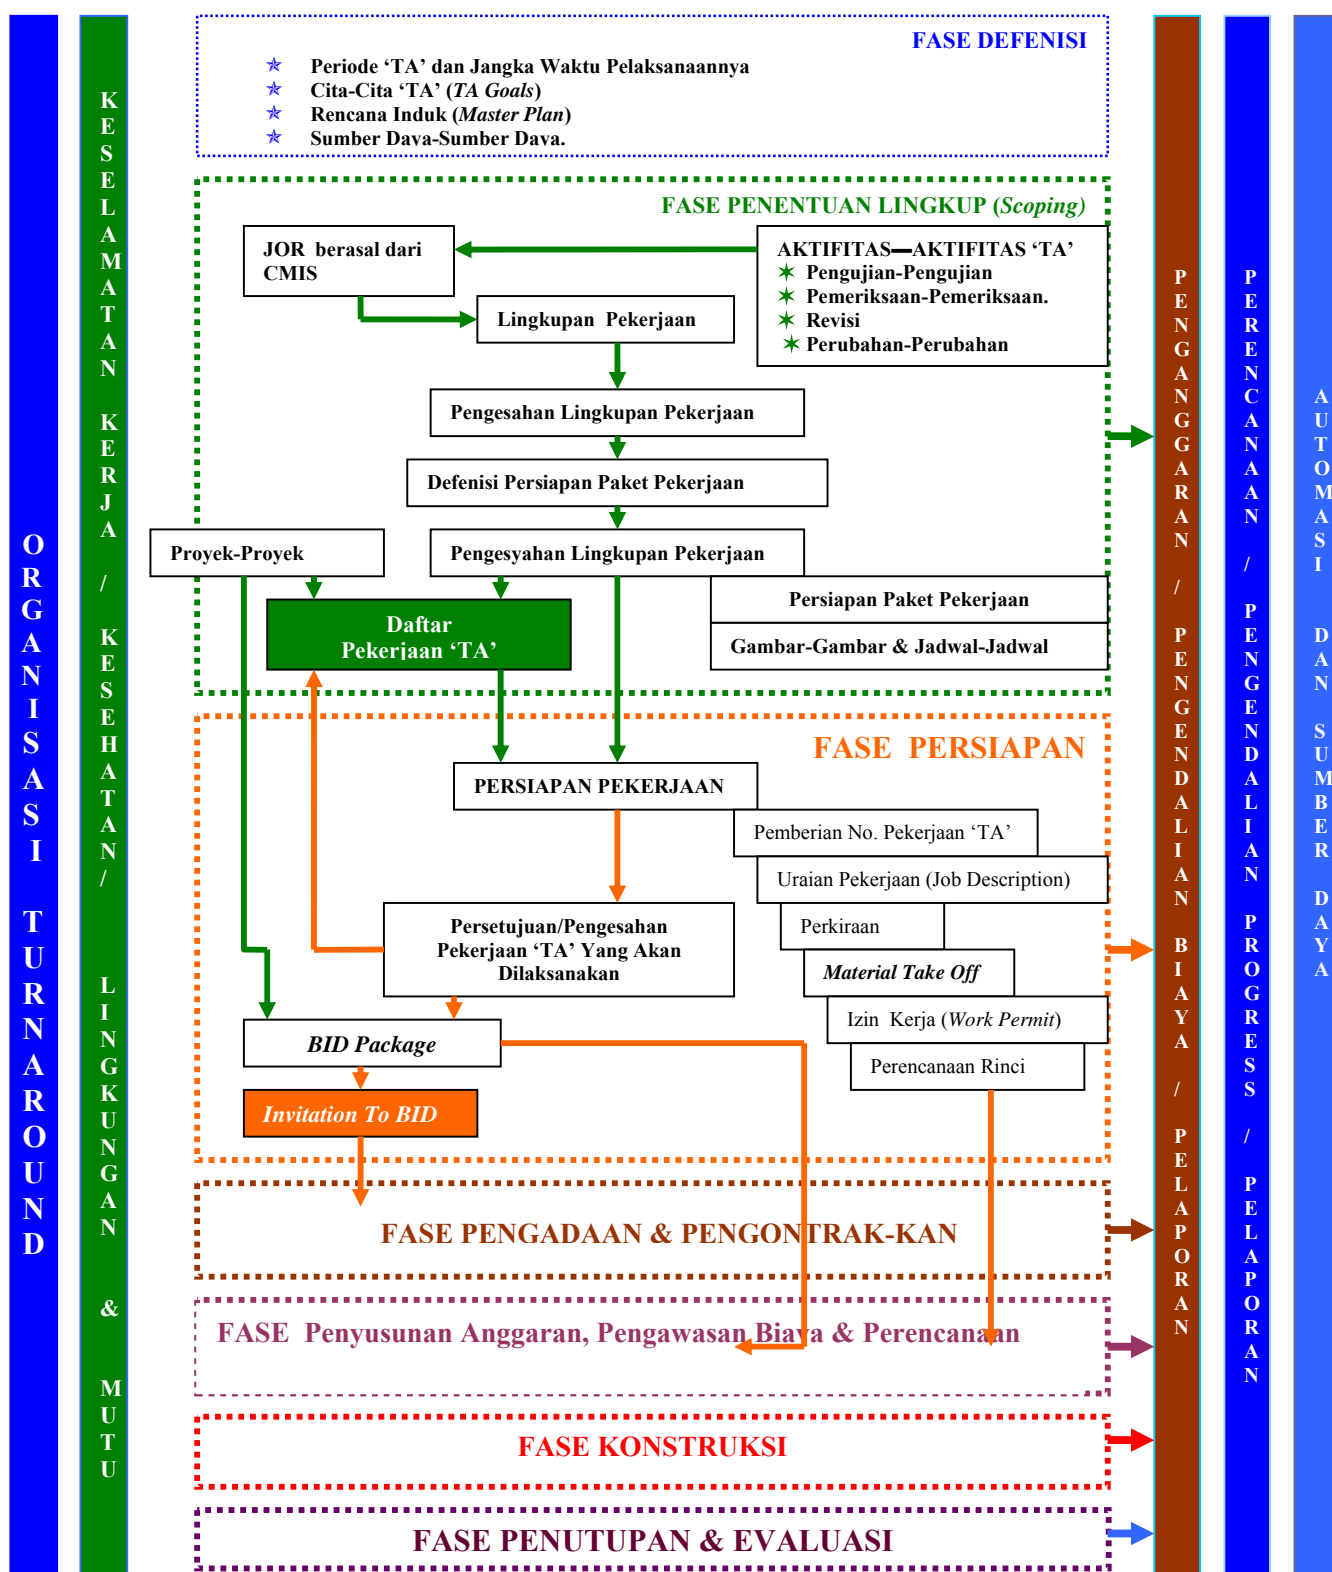 ORGANISASI TURNAROUND
KESELAMATAN KERJA / KESEHATAN/ LINGKUNGAN & MUTU
FASE DEFENISI
Periode ‘TA’ dan Jangka Waktu Pelaksanaannya
Cita-Cita ‘TA’ (TA Goals)
Rencana Induk (Master Plan)
Sumber Daya-Sumber Daya.
FASE PENENTUAN LINGKUP (Scoping)
JOR berasal dari
CMIS
AKTIFITAS—AKTIFITAS ‘TA’
Pengujian-Pengujian
Pemeriksaan-Pemeriksaan.
Revisi
Perubahan-Perubahan
Lingkupan Pekerjaan
Pengesahan Lingkupan Pekerjaan
Defenisi Persiapan Paket Pekerjaan
Proyek-Proyek
Pengesyahan Lingkupan Pekerjaan
Persiapan Paket Pekerjaan
Gambar-Gambar & Jadwal-Jadwal
Daftar
Pekerjaan ‘TA’
FASE PERSIAPAN
PERSIAPAN PEKERJAAN
Pemberian No. Pekerjaan ‘TA’
Uraian Pekerjaan (Job Description)
Perkiraan
Material Take Off
Izin Kerja (Work Permit)
Perencanaan Rinci
Persetujuan/Pengesahan
Pekerjaan ‘TA’ Yang Akan
Dilaksanakan
BID Package
Invitation To BID
FASE PENGADAAN & PENGONTRAK-KAN
FASE Penyusunan Anggaran, Pengawasan Biaya & Perencanaan
FASE KONSTRUKSI
FASE PENUTUPAN & EVALUASI
PENGANGGARAN / PENGENDALIAN BIAYA / PELAPORAN
PERENCANAAN / PENGENDALIAN PROGRESS / PELAPORAN
AUTOMASI DAN SUMBER DAYA